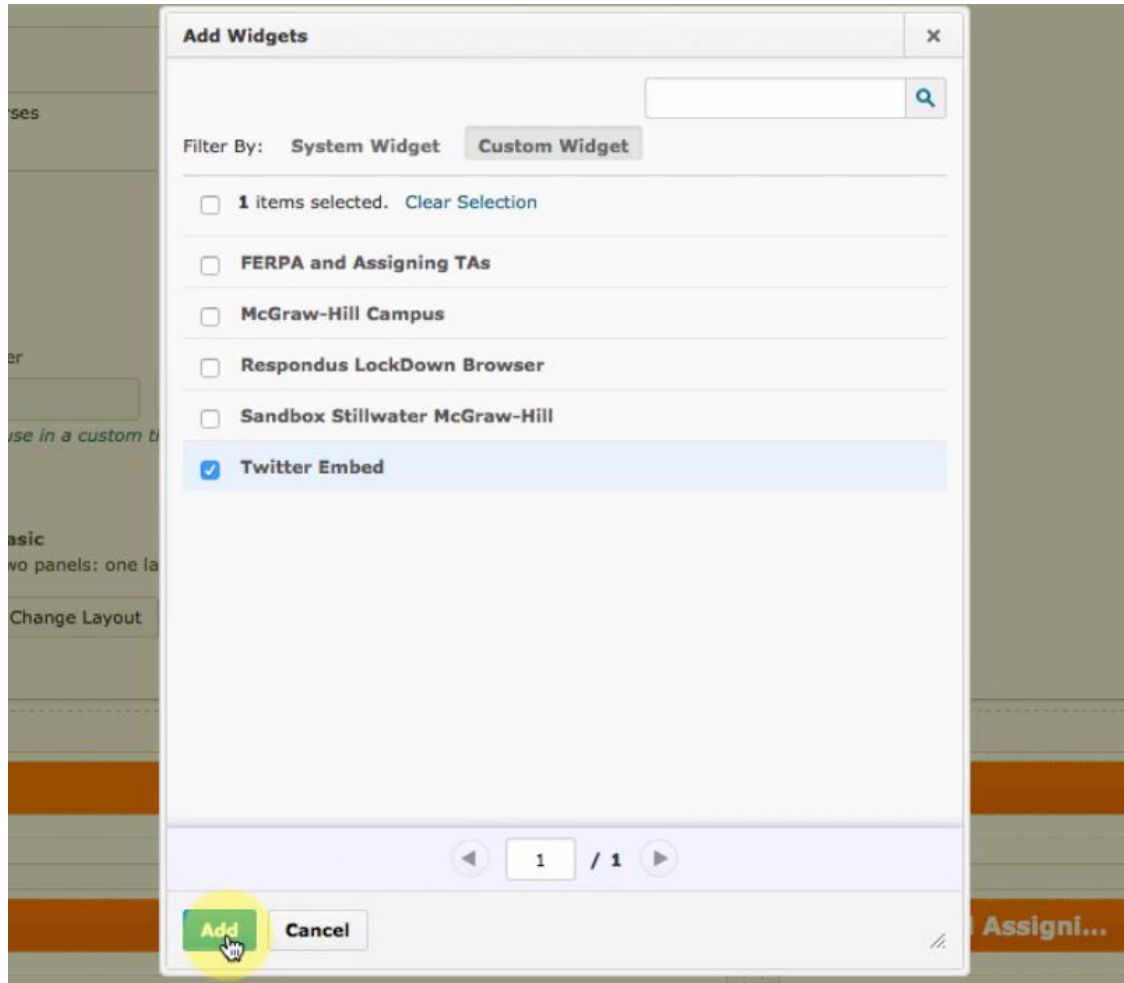 Add Widgets
Filter By: System Widget Custom Widget
1 items selected. Clear Selection
FERPA and Assigning TAs
McGraw-Hill Campus
Respondus LockDown Browser
Sandbox Stillwater McGraw-Hill
Twitter Embed
1 / 1
Add Cancel
rses
er
use in a custom
asic
wo panels: one la
Change Layout
Assigni...